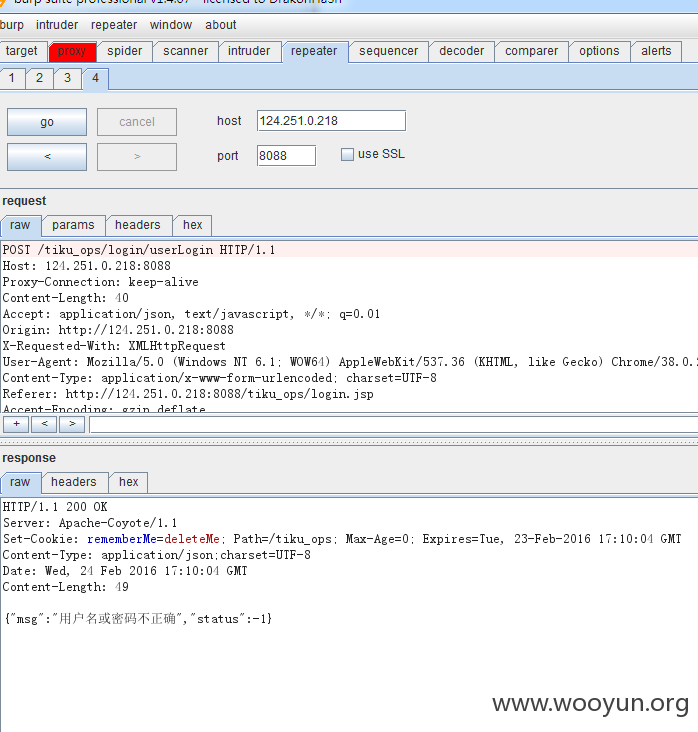 burp suite professional v1.4.07 - licensed to DrakonHash
burp intruder repeater window about
target proxy spider scanner intruder repeater sequencer decoder comparer options alerts
1 2 3 4
go cancel host 124.251.0.218
< > port 8088 use SSL
request
raw params headers hex
POST /tiku_ops/login/userLogin HTTP/1.1
Host: 124.251.0.218:8088
Proxy-Connection: keep-alive
Content-Length: 40
Accept: application/json, text/javascript, */*; q=0.01
Origin: http://124.251.0.218:8088
X-Requested-With: XMLHttpRequest
User-Agent: Mozilla/5.0 (Windows NT 6.1; WOW64) AppleWebKit/537.36 (KHTML, like Gecko) Chrome/38.0.
Content-Type: application/x-www-form-urlencoded; charset=UTF-8
Referer: http://124.251.0.218:8088/tiku_ops/login.jsp
Accept-Encoding: gzip,deflate
+ < >
response
raw headers hex
HTTP/1.1 200 OK
Server: Apache-Coyote/1.1
Set-Cookie: rememberMe=deleteMe; Path=/tiku_ops; Max-Age=0; Expires=Tue, 23-Feb-2016 17:10:04 GMT
Content-Type: application/json;charset=UTF-8
Date: Wed, 24 Feb 2016 17:10:04 GMT
Content-Length: 49
{"msg":"用户名或密码不正确","status":-1}
www.wooyun.org